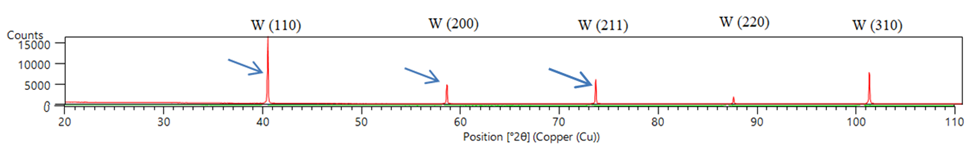 W (110) W (200) W (211) W (220) W (310)
Counts
15000
10000
5000
0
20 30 40 50 60 70 80 90 100 110
Position [°2θ] (Copper (Cu))